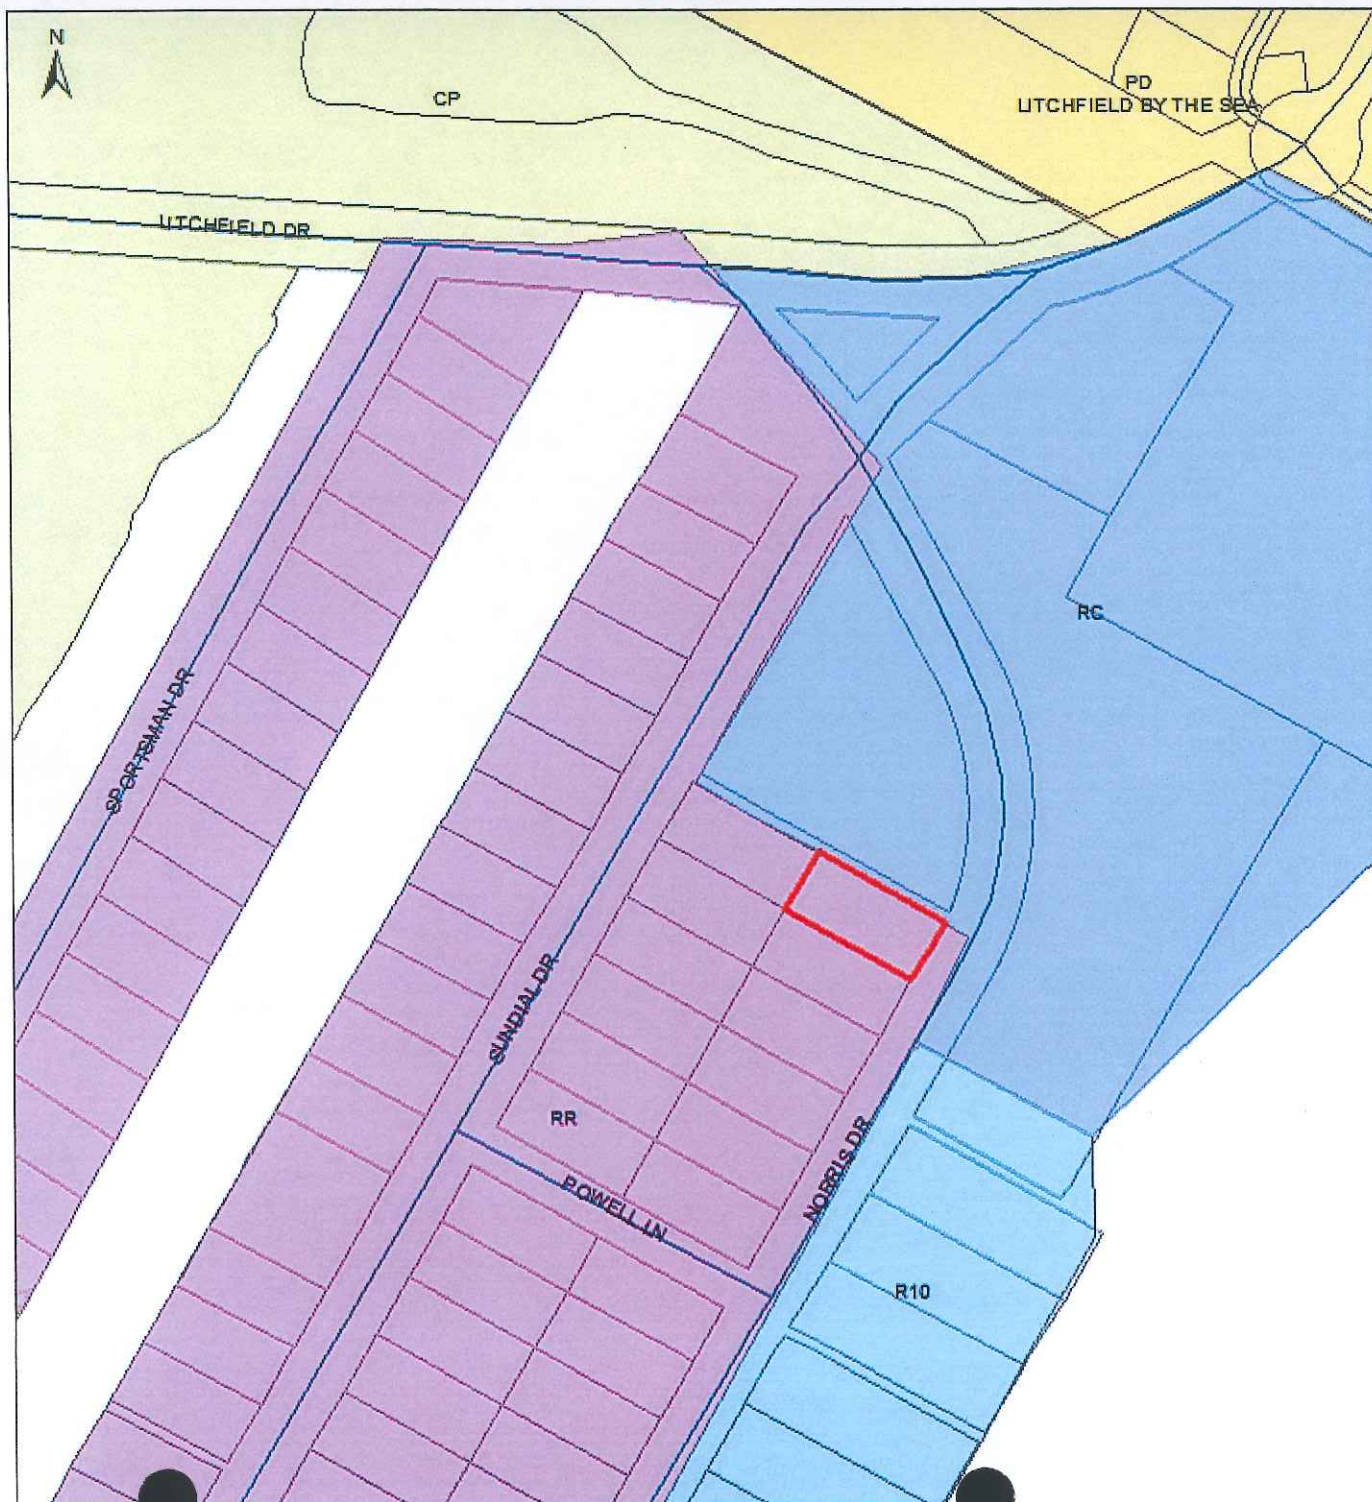 N
CP
PD
LITCHFIELD BY THE SEA
LITCHFIELD DR
RC
SPORTSMAN DR
SUNDIAL DR
RR
POWELL LN
NORRIS DR
R10